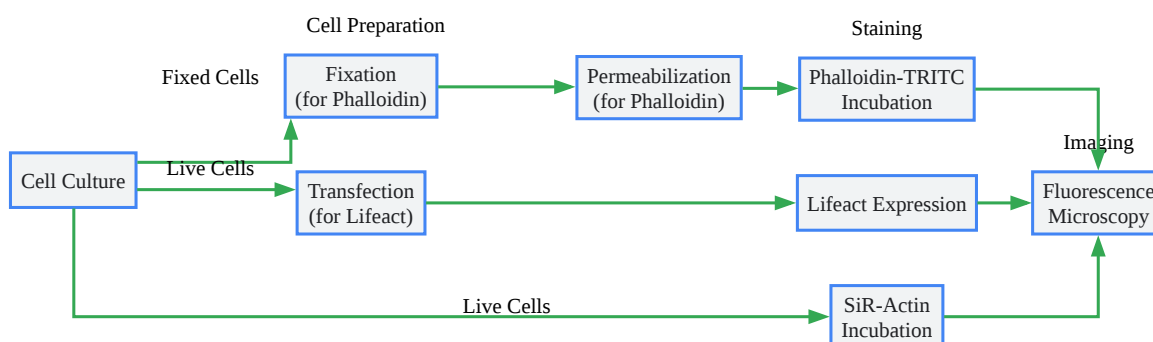 Cell Preparation
Staining
Fixed Cells
Fixation
(for Phalloidin)
Permeabilization
(for Phalloidin)
Phalloidin-TRITC
Incubation
Imaging
Cell Culture
Live Cells
Transfection
(for Lifeact)
Lifeact Expression
Fluorescence
Microscopy
Live Cells
SiR-Actin
Incubation